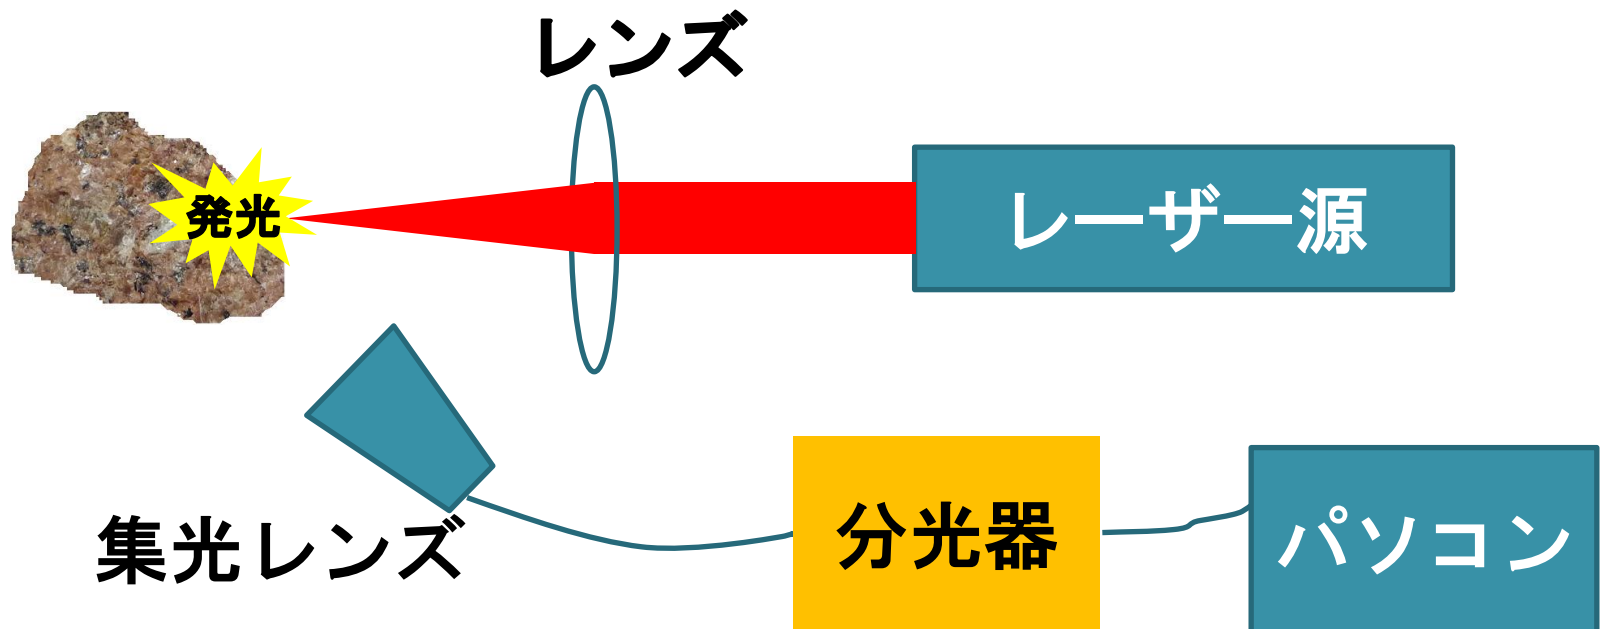 レンズ
発光
レーザー源
集光レンズ
分光器
パソコン